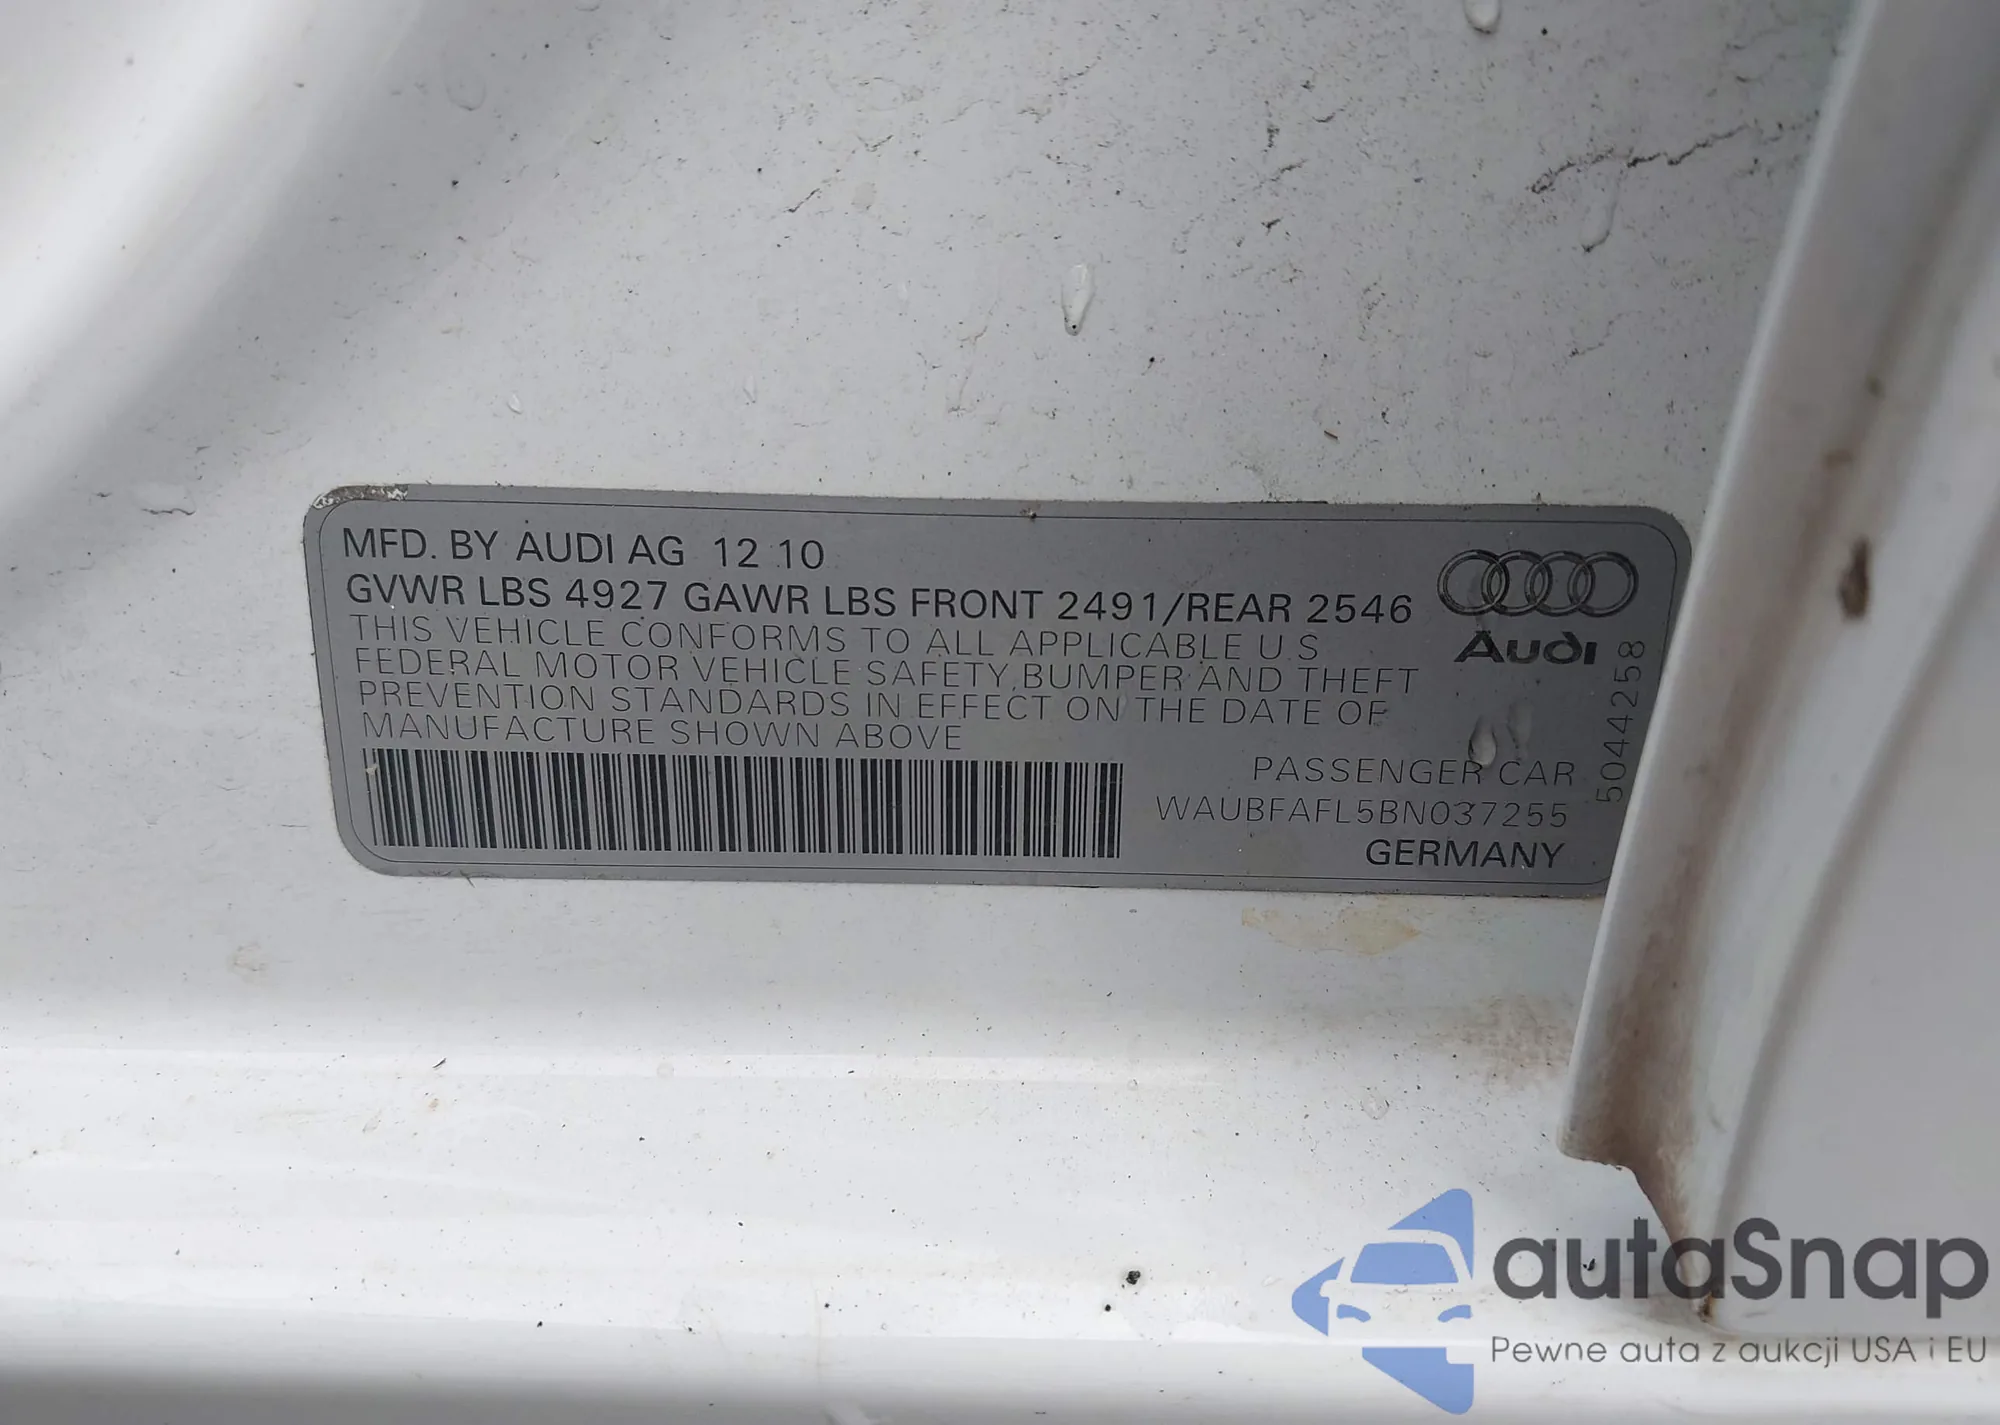 MFD. BY AUDI AG 12 10
GVWR LBS 4927 GAWR LBS FRONT 2491/REAR 2546
THIS VEHICLE CONFORMS TO ALL APPLICABLE U S
FEDERAL MOTOR VEHICLE SAFETY, BUMPER AND THEFT
PREVENTION STANDARDS IN EFFECT ON THE DATE OF
MANUFACTURE SHOWN ABOVE
Audi
5044258
PASSENGER CAR
WAUBFAFL5BN037255
GERMANY
autaSnap
Pewne auta z aukcji USA i EU